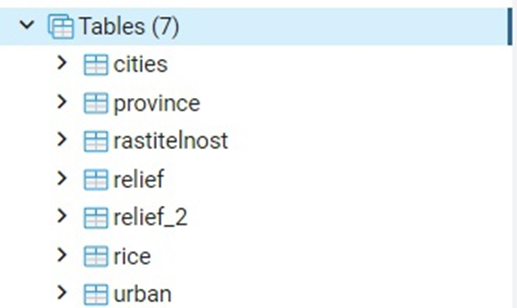 Tables (7)
cities
province
rastitelnost
relief
relief_2
rice
urban